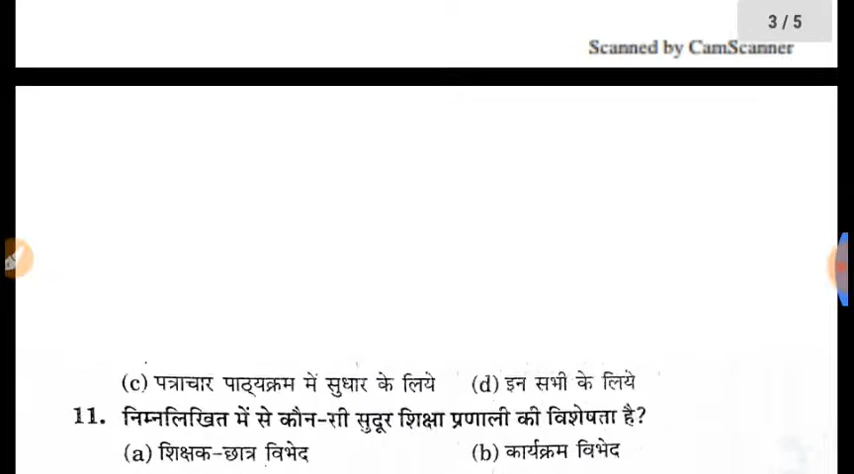 3 / 5
Scanned by CamScanner
(c) पत्राचार पाठ्यक्रम में सुधार के लिये (d) इन सभी के लिये
11. निम्नलिखित में से कौन-सी सुदूर शिक्षा प्रणाली की विशेषता है?
(a) शिक्षक-छात्र विभेद (b) कार्यक्रम विभेद